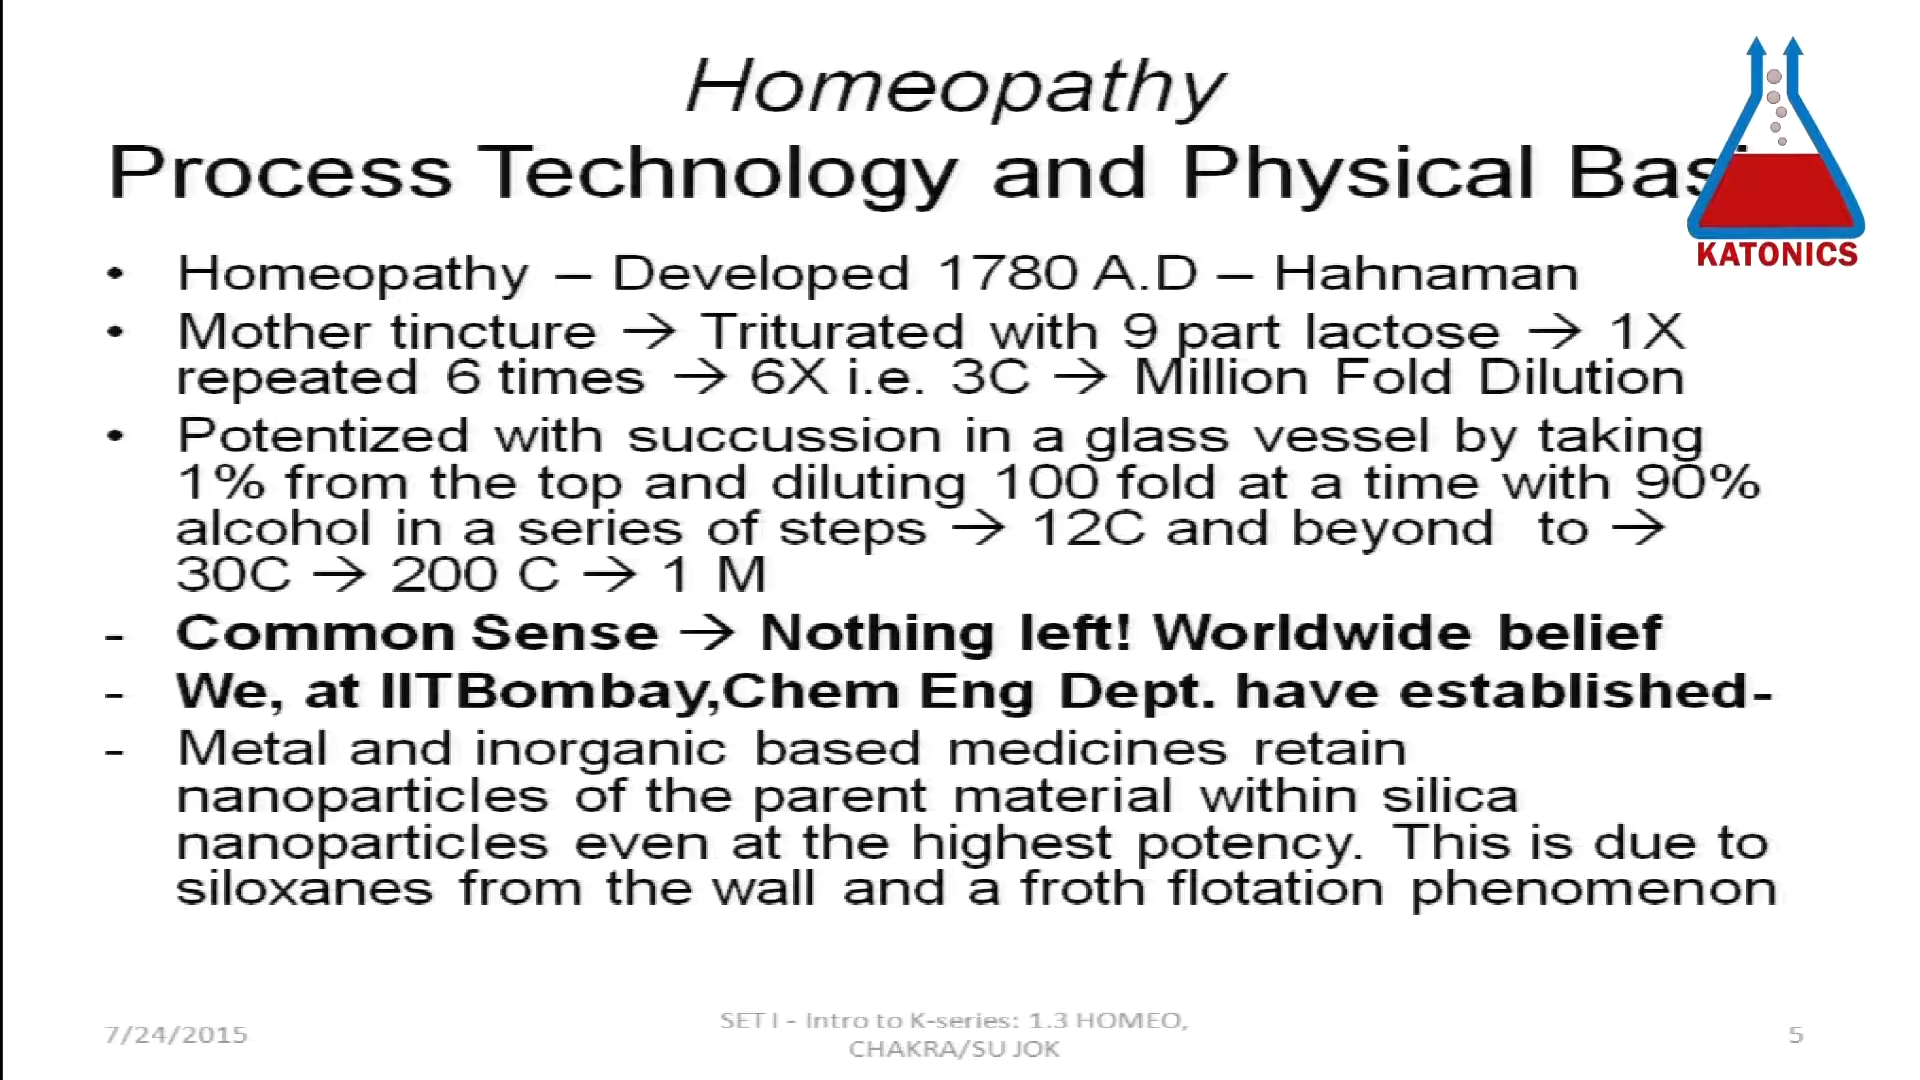 Homeopathy
Process Technology and Physical Bas
KATONICS
• Homeopathy – Developed 1780 A.D – Hahnaman
• Mother tincture → Triturated with 9 part lactose → 1X
repeated 6 times → 6X i.e. 3C → Million Fold Dilution
• Potentized with succussion in a glass vessel by taking
1% from the top and diluting 100 fold at a time with 90%
alcohol in a series of steps → 12C and beyond to →
30C → 200 C → 1 M
- Common Sense → Nothing left! Worldwide belief
- We, at IITBombay,Chem Eng Dept. have established-
- Metal and inorganic based medicines retain
nanoparticles of the parent material within silica
nanoparticles even at the highest potency. This is due to
siloxanes from the wall and a froth flotation phenomenon
7/24/2015
SET I - Intro to K-series: 1.3 HOMEO,
CHAKRA/SU JOK
5